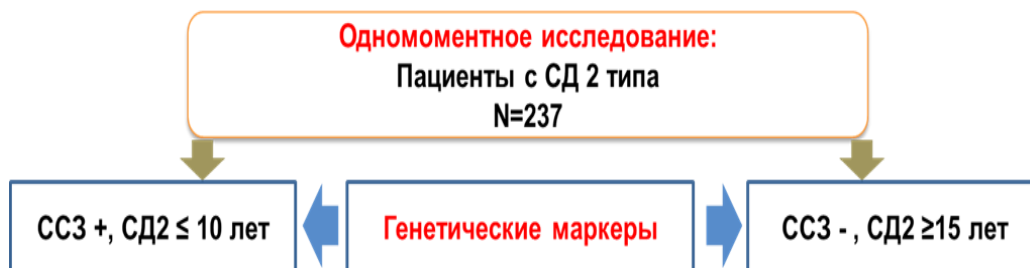 Одномоментное исследование:
Пациенты с СД 2 типа
N=237
ССЗ +, СД2 ≤ 10 лет
Генетические маркеры
ССЗ - , СД2 ≥15 лет